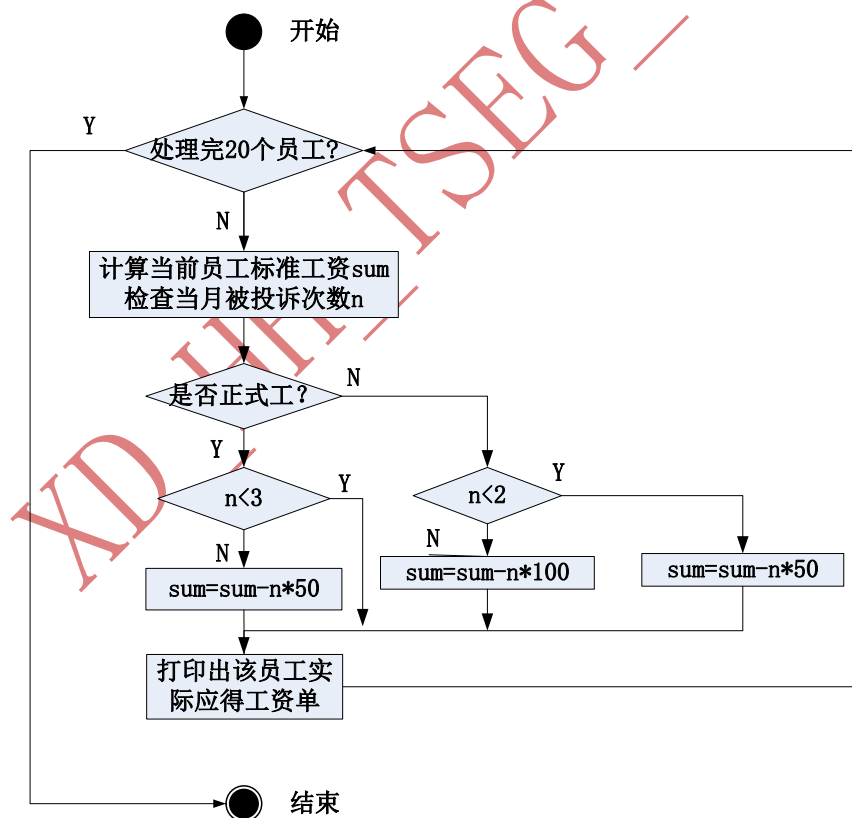 开始
Y
处理完20个员工?
N
计算当前员工标准工资sum
检查当月被投诉次数n
是否正式工?
N
Y
n<3
Y
n<2
Y
N
sum=sum-n*50
N
sum=sum-n*100
sum=sum-n*50
打印出该员工实
际应得工资单
结束